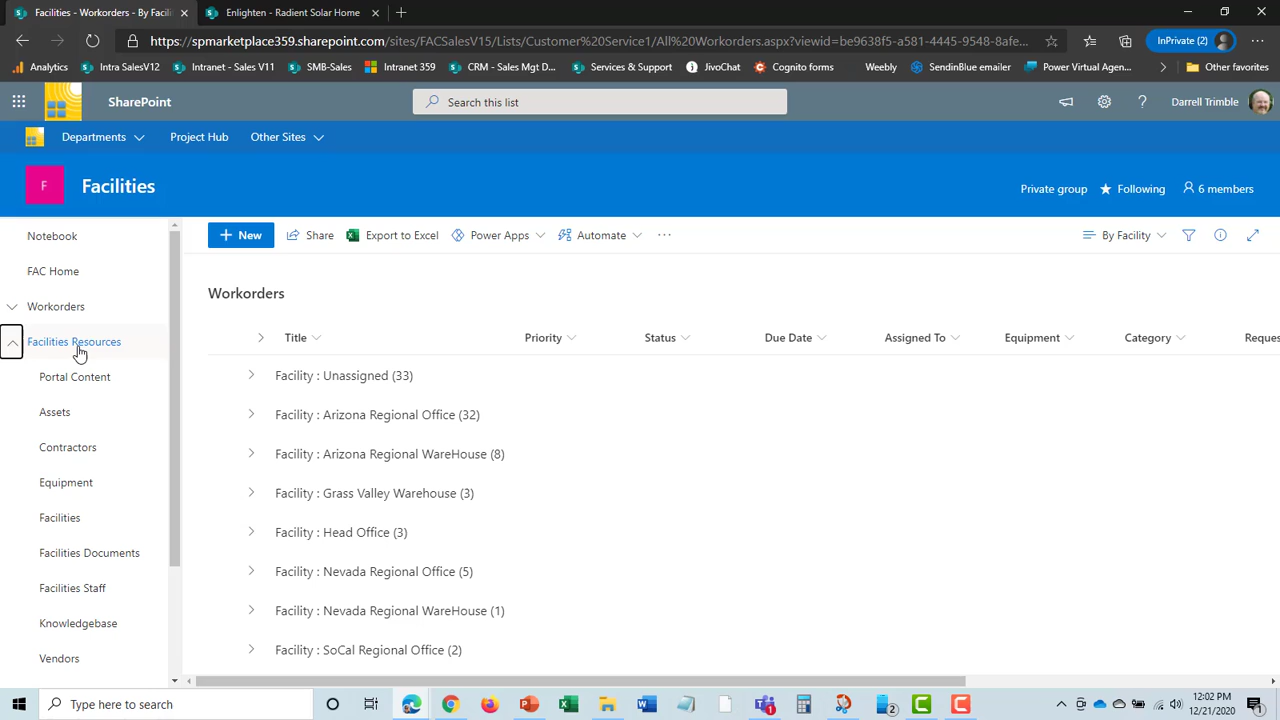 Facilities - Workorders - By Facil
Enlighten - Radient Solar Home
https://spmarketplace359.sharepoint.com/sites/FACSalesV15/Lists/Customer%20Service1/All%20Workorders.aspx?viewid=be9638f5-a581-4445-9548-8afe...
InPrivate (2)
Analytics
Intra SalesV12
Intranet - Sales V11
SMB-Sales
Intranet 359
CRM - Sales Mgt D...
Services & Support
JivoChat
Cognito forms
Weebly
SendinBlue emailer
Power Virtual Agen...
Other favorites
SharePoint
Search this list
Darrell Trimble
Departments
Project Hub
Other Sites
F
Facilities
Private group
Following
6 members
Notebook
New
Share
Export to Excel
Power Apps
Automate
By Facility
FAC Home
Workorders
Workorders
Facilities Resources
Title
Priority
Status
Due Date
Assigned To
Equipment
Category
Reques
Portal Content
Facility : Unassigned (33)
Assets
Facility : Arizona Regional Office (32)
Contractors
Facility : Arizona Regional WareHouse (8)
Equipment
Facility : Grass Valley Warehouse (3)
Facilities
Facility : Head Office (3)
Facilities Documents
Facility : Nevada Regional Office (5)
Facilities Staff
Facility : Nevada Regional WareHouse (1)
Knowledgebase
Facility : SoCal Regional Office (2)
Vendors
Type here to search
12:02 PM
12/21/2020